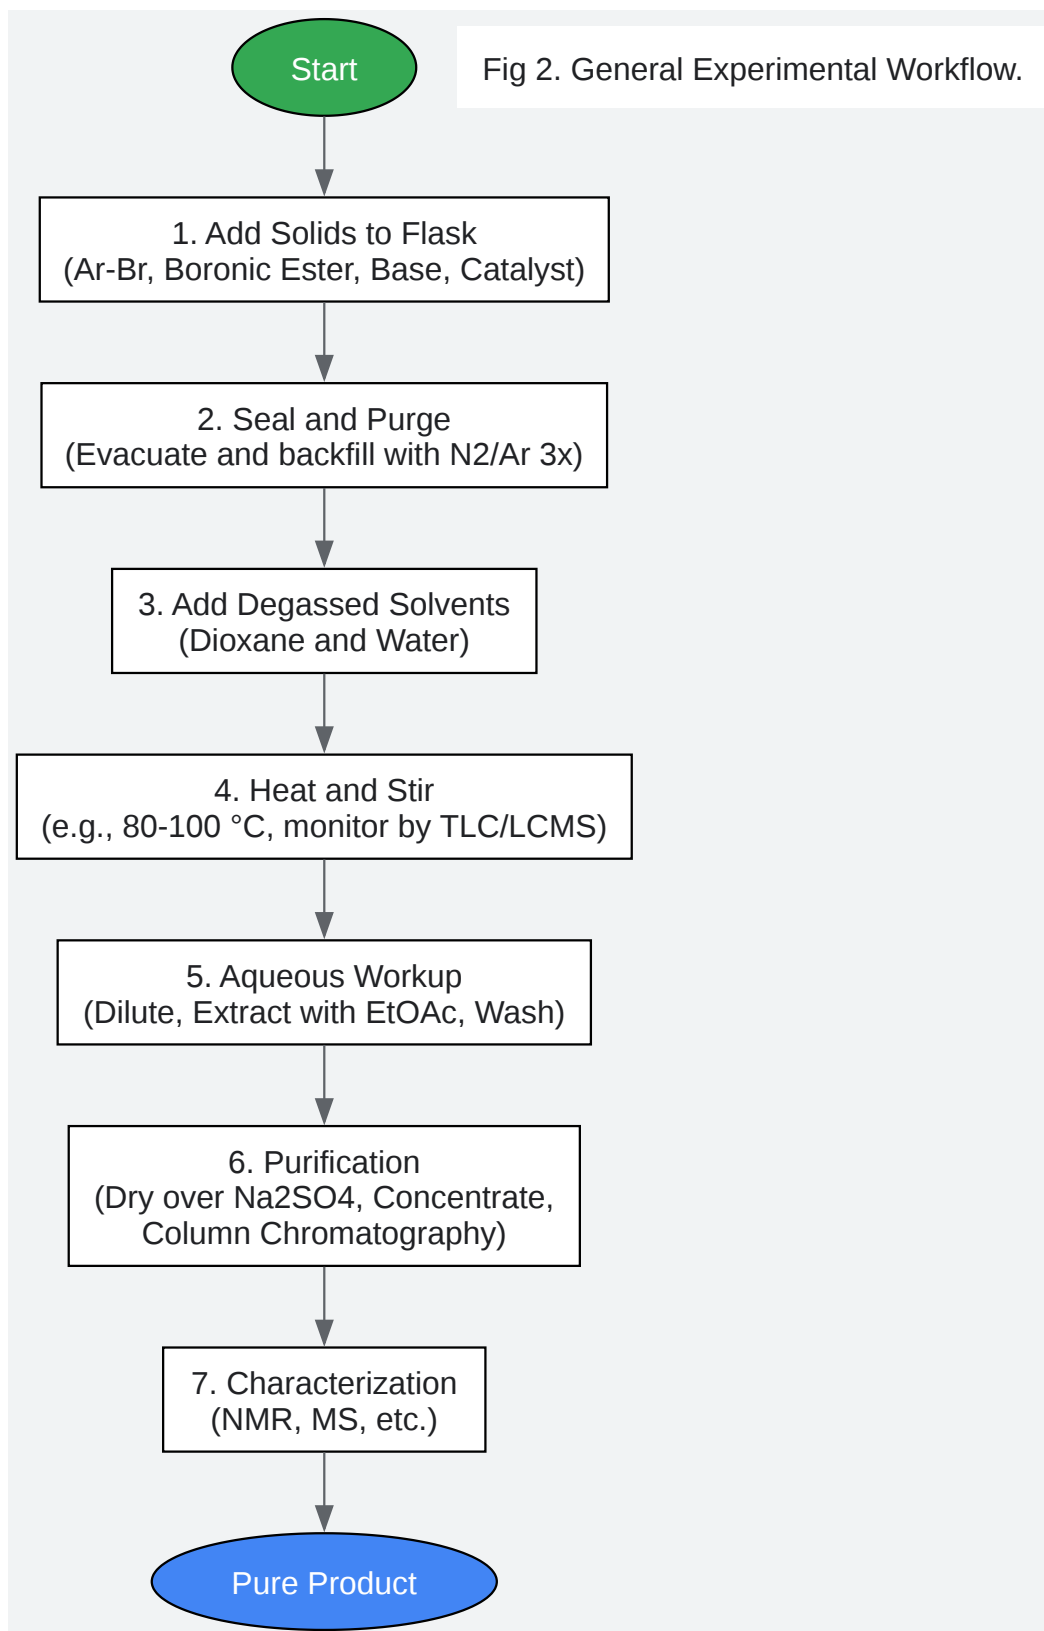 Start
Fig 2. General Experimental Workflow.
1. Add Solids to Flask
(Ar-Br, Boronic Ester, Base, Catalyst)
2. Seal and Purge
(Evacuate and backfill with N2/Ar 3x)
3. Add Degassed Solvents
(Dioxane and Water)
4. Heat and Stir
(e.g., 80-100 °C, monitor by TLC/LCMS)
5. Aqueous Workup
(Dilute, Extract with EtOAc, Wash)
6. Purification
(Dry over Na2SO4, Concentrate,
Column Chromatography)
7. Characterization
(NMR, MS, etc.)
Pure Product